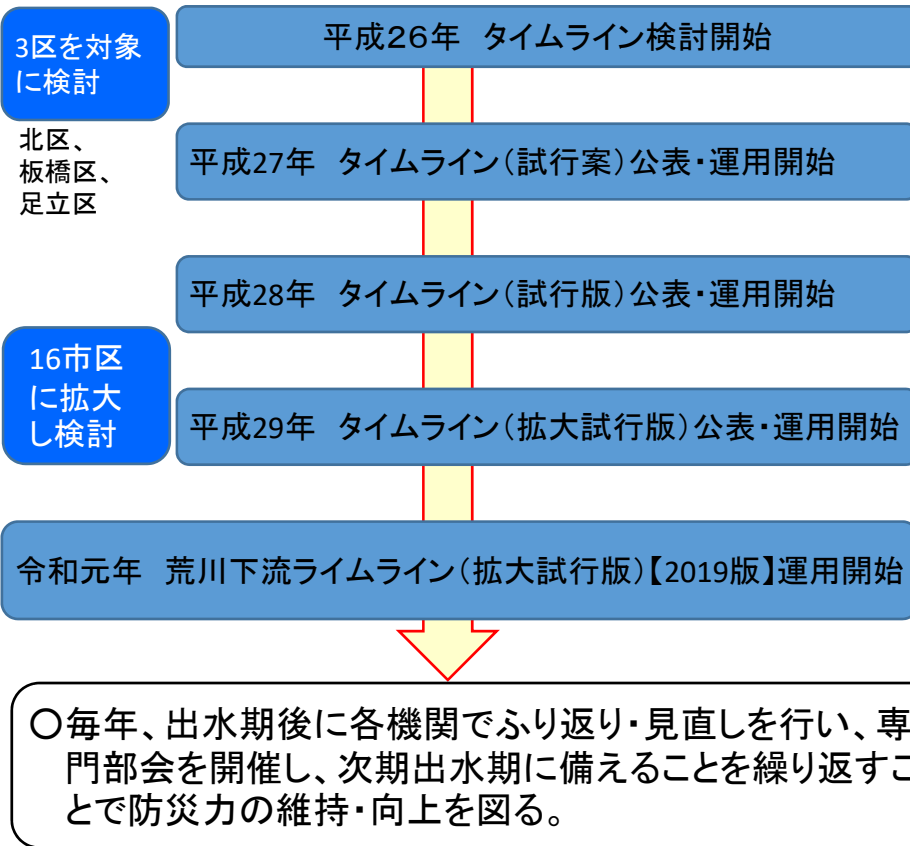 3区を対象
に検討
平成26年 タイムライン検討開始
北区、
板橋区、
足立区
平成27年 タイムライン(試行案)公表・運用開始
平成28年 タイムライン(試行版)公表・運用開始
16市区
に拡大
し検討
平成29年 タイムライン(拡大試行版)公表・運用開始
令和元年 荒川下流ライムライン(拡大試行版)【2019版】運用開始
〇毎年、出水期後に各機関でふり返り・見直しを行い、専
門部会を開催し、次期出水期に備えることを繰り返すこ
とで防災力の維持・向上を図る。